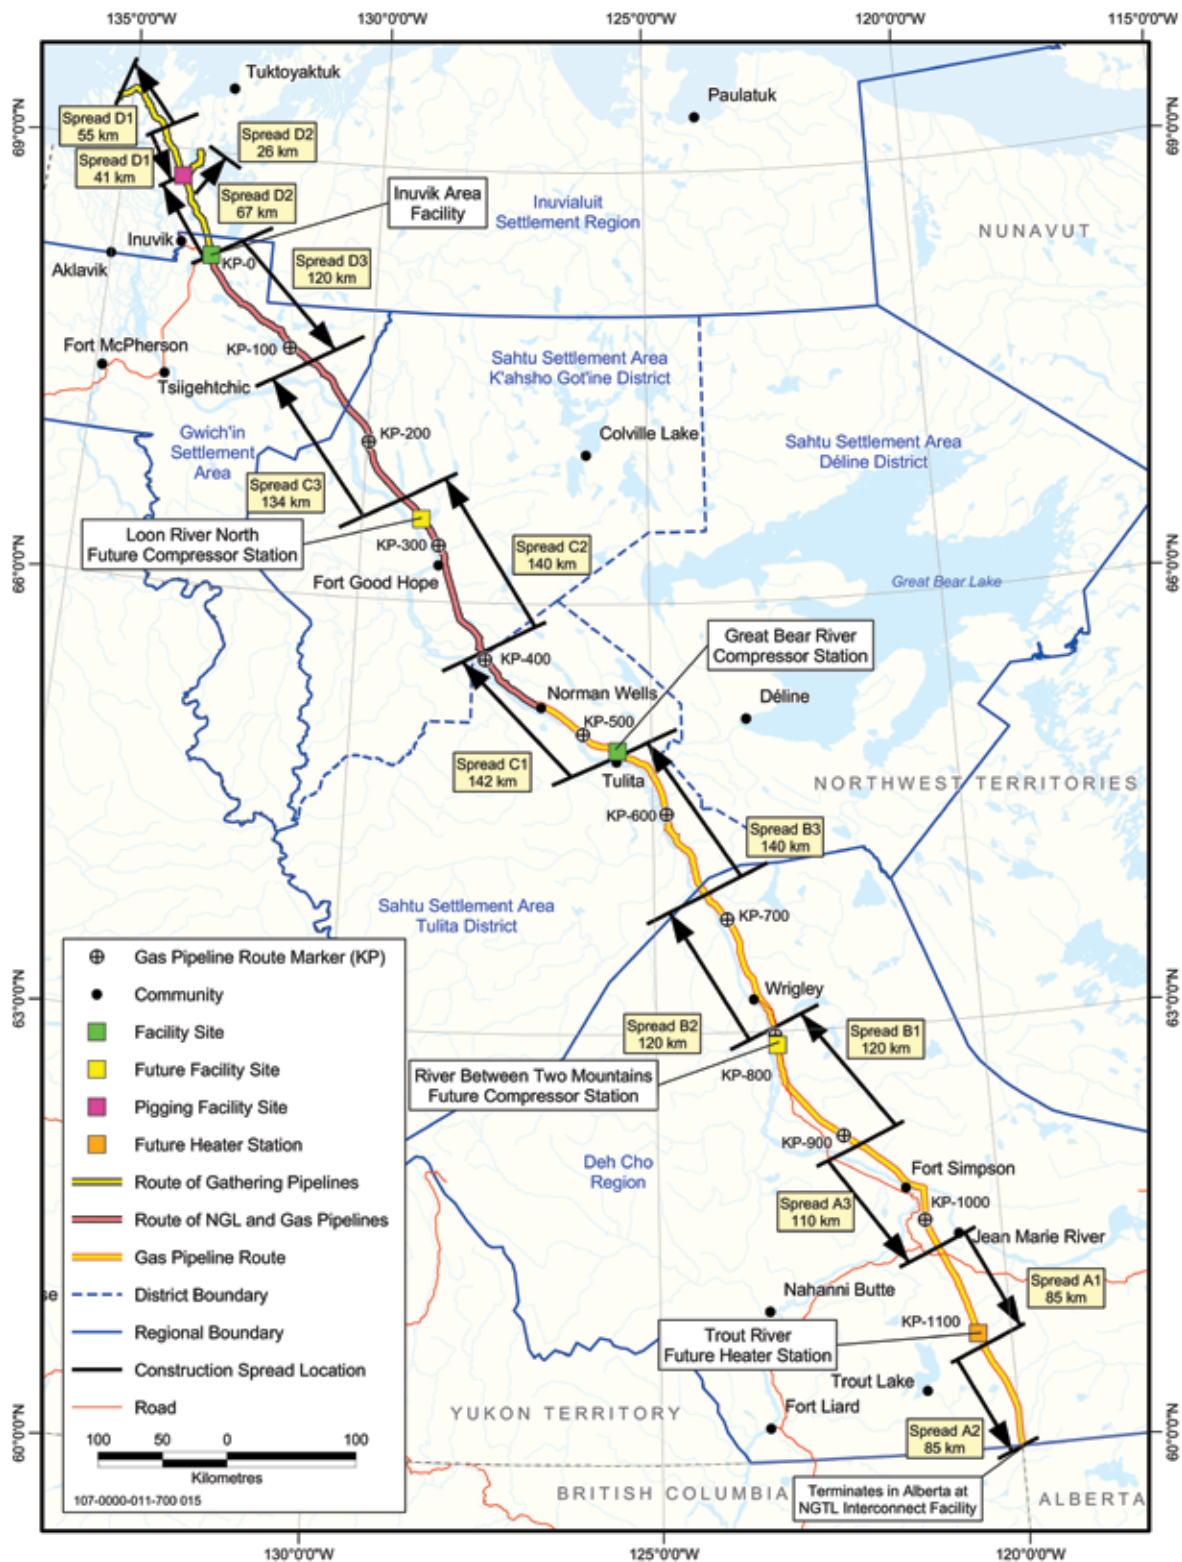 135°0'0"W
130°0'0"W
125°0'0"W
120°0'0"W
115°0'0"W
69°0'0"N
69°0'0"N
Tuktoyaktuk
Paulatuk
Spread D1
55 km
Spread D2
26 km
Spread D1
41 km
Spread D2
67 km
Inuvik Area
Facility
Inuvialuit
Settlement Region
NUNAVUT
Inuvik
Aklavik
KP-0
Spread D3
120 km
Fort McPherson
KP-100
Tsiigehtchic
Sahtu Settlement Area
K'ahsho Got'ine District
Gwich'in
Settlement
Area
KP-200
Colville Lake
Sahtu Settlement Area
Déline District
Spread C3
134 km
Loon River North
Future Compressor Station
KP-300
Spread C2
140 km
66°0'0"N
66°0'0"N
Fort Good Hope
Great Bear Lake
Great Bear River
Compressor Station
KP-400
Norman Wells
Déline
KP-500
Spread C1
142 km
Tulita
NORTHWEST TERRITORIES
KP-600
Spread B3
140 km
Sahtu Settlement Area
Tulita District
KP-700
Wrigley
63°0'0"N
63°0'0"N
Spread B2
120 km
Spread B1
120 km
River Between Two Mountains
Future Compressor Station
KP-800
KP-900
Deh Cho
Region
Fort Simpson
KP-1000
Spread A3
110 km
Jean Marie River
Nahanni Butte
Spread A1
85 km
KP-1100
Trout River
Future Heater Station
Trout Lake
Fort Liard
YUKON TERRITORY
Spread A2
85 km
60°0'0"N
60°0'0"N
BRITISH COLUMBIA
Terminates in Alberta at
NGTL Interconnect Facility
ALBERTA
se
Gas Pipeline Route Marker (KP)
Community
Facility Site
Future Facility Site
Pigging Facility Site
Future Heater Station
Route of Gathering Pipelines
Route of NGL and Gas Pipelines
Gas Pipeline Route
District Boundary
Regional Boundary
Construction Spread Location
Road
100 50 0 100
Kilometres
107-0000-011-700 015
130°0'0"W
125°0'0"W
120°0'0"W